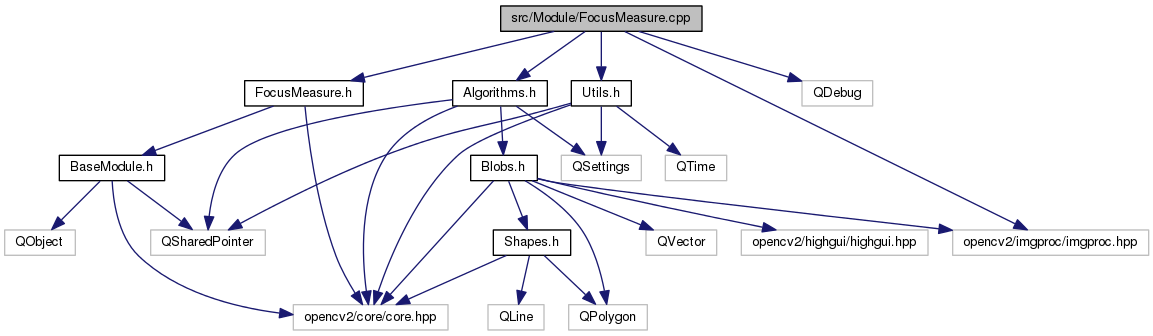 src/Module/FocusMeasure.cpp
FocusMeasure.h
Algorithms.h
Utils.h
QDebug
BaseModule.h
Blobs.h
QSettings
QTime
QObject
QSharedPointer
Shapes.h
QVector
opencv2/highgui/highgui.hpp
opencv2/imgproc/imgproc.hpp
opencv2/core/core.hpp
QLine
QPolygon